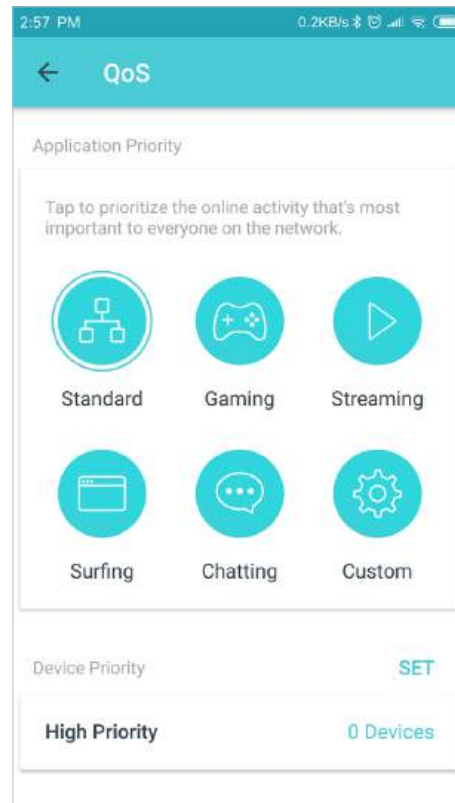 2:57 PM 0.2KB/s
QoS
Application Priority
Tap to prioritize the online activity that's most
important to everyone on the network.
Standard Gaming Streaming
Surfing Chatting Custom
Device Priority SET
High Priority 0 Devices